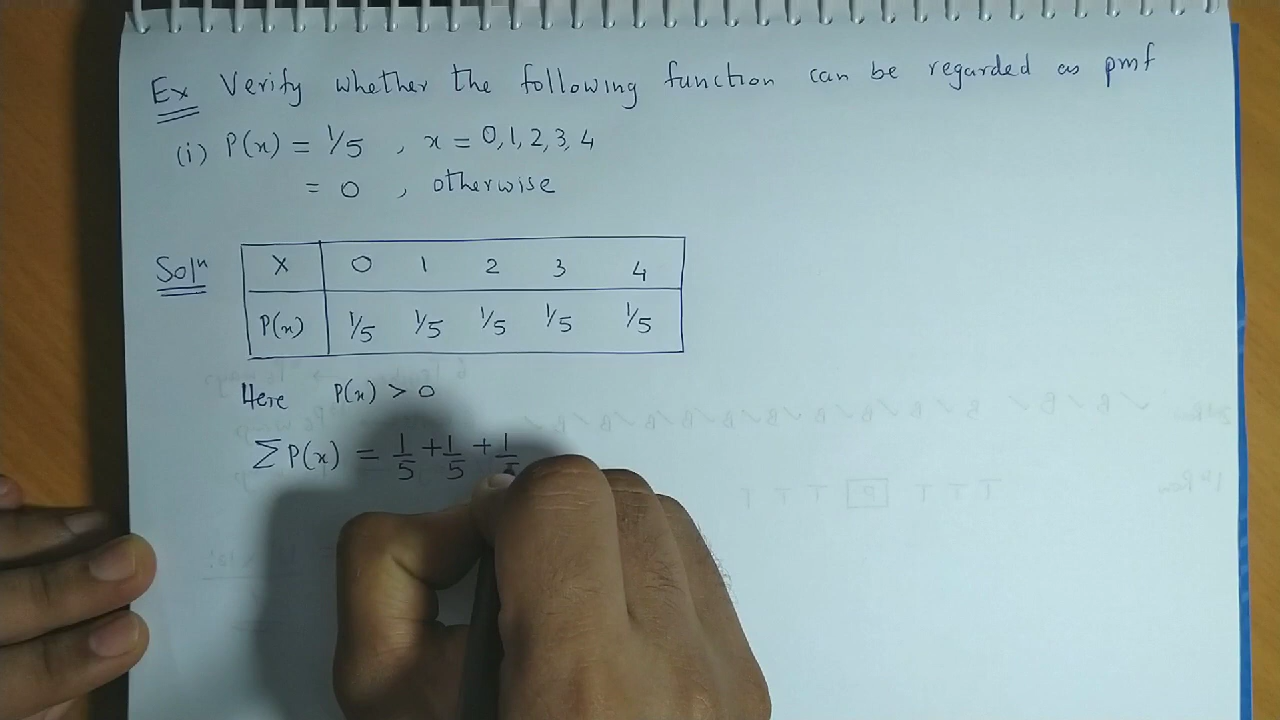 Ex Verify whether the following function can be regarded as pmf
(i) P(x) = 1/5 , x = 0,1,2,3,4
= 0 , otherwise
Solⁿ
X 0 1 2 3 4
P(x) 1/5 1/5 1/5 1/5 1/5
Here P(x) > 0
∑P(x) = 1/5 + 1/5 + 1/5